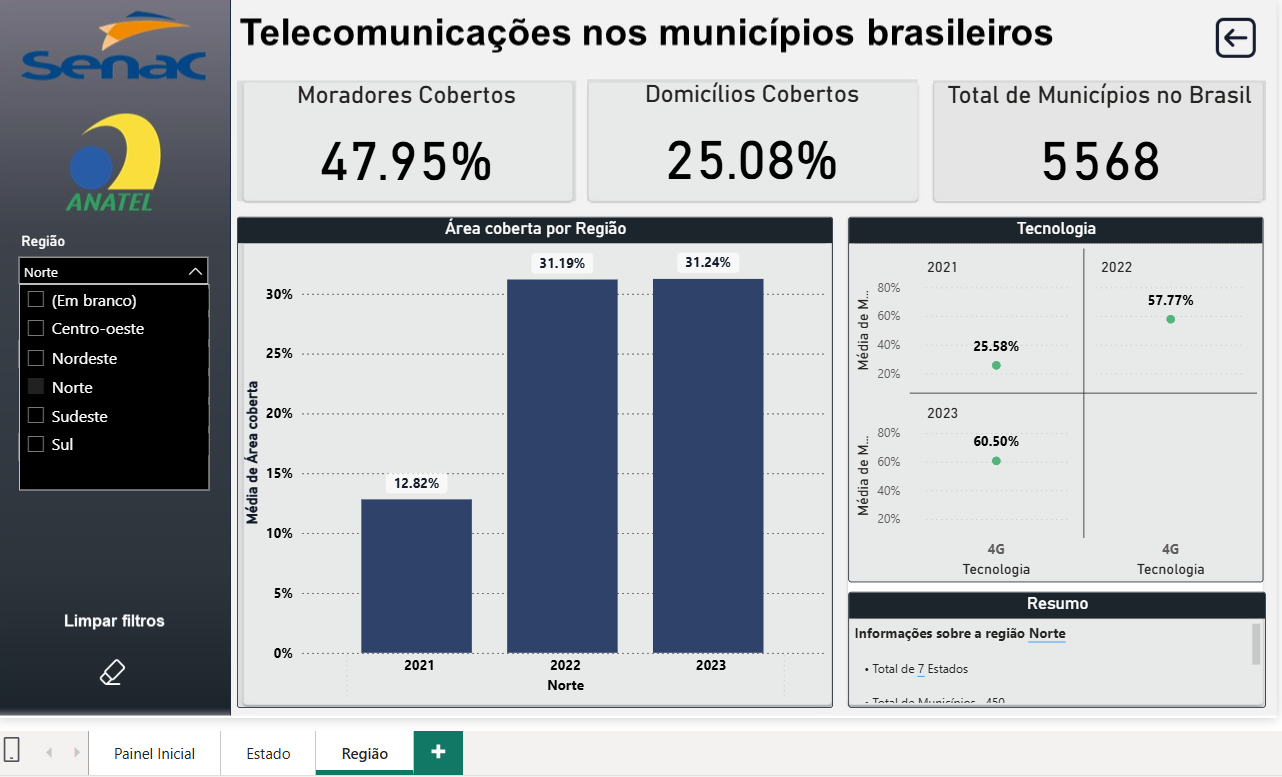 Senac
ANATEL
Região
Norte
(Em branco)
Centro-oeste
Nordeste
Norte
Sudeste
Sul
Limpar filtros
Telecomunicações nos municípios brasileiros
Moradores Cobertos
47.95%
Domicílios Cobertos
25.08%
Total de Municípios no Brasil
5568
Área coberta por Região
Média de Área coberta
30%
25%
20%
15%
10%
5%
0%
12.82%
31.19%
31.24%
2021
2022
2023
Norte
Tecnologia
2021
2022
Média de M...
80%
60%
40%
20%
25.58%
57.77%
2023
Média de M...
80%
60%
40%
20%
60.50%
4G
4G
Tecnologia
Tecnologia
Resumo
Informações sobre a região Norte
• Total de 7 Estados
• Total de Municípios - 450
Painel Inicial
Estado
Região
+